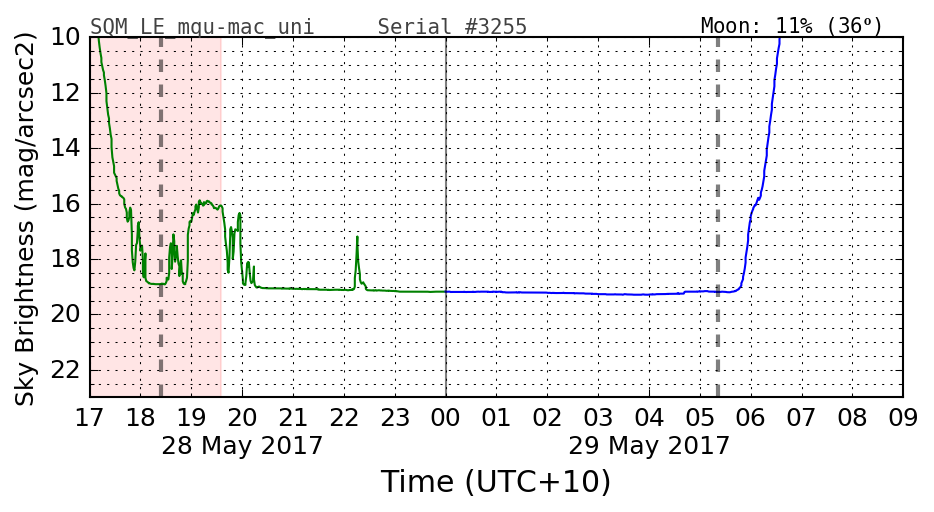 SQM_LE_mqu-mac_uni Serial #3255 Moon: 11% (36º)
Sky Brightness (mag/arcsec2)
10
12
14
16
18
20
22
17 18 19 20 21 22 23 00 01 02 03 04 05 06 07 08 09
28 May 2017 29 May 2017
Time (UTC+10)